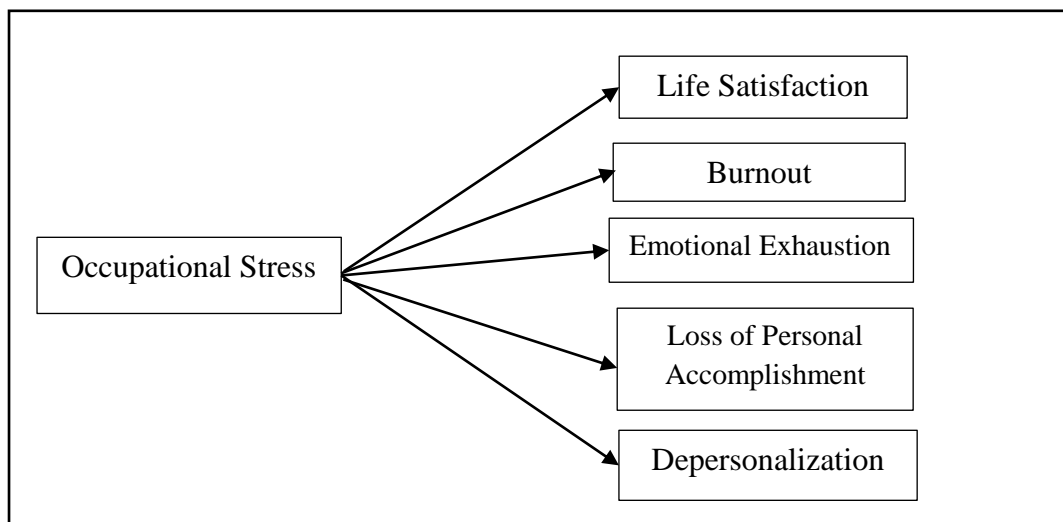 Life Satisfaction
Burnout
Emotional Exhaustion
Occupational Stress
Loss of Personal
Accomplishment
Depersonalization